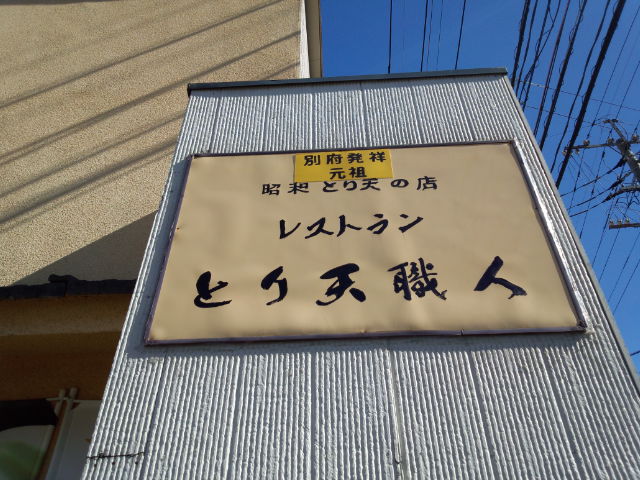 別府発祥
元祖
昭和とり天の店
レストラン
とり天職人